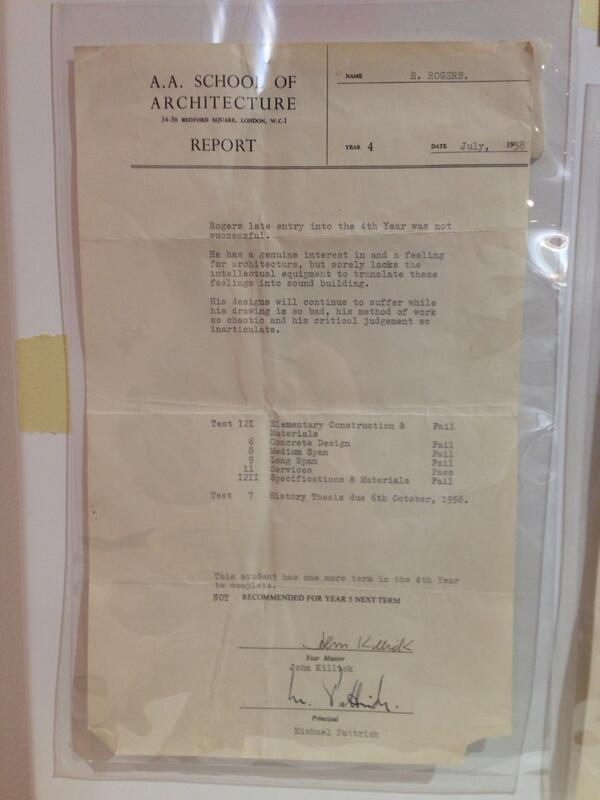 A.A. SCHOOL OF
ARCHITECTURE
34-36 BEDFORD SQUARE, LONDON, W.C.1
REPORT
NAME R. ROGERS.
YEAR 4 DATE July, 1958
Rogers late entry into the 4th Year was not
successful.
He has a genuine interest in and a feeling
for architecture, but sorely lacks the
intellectual equipment to translate these
feelings into sound building.
His designs will continue to suffer while
his drawing is so bad, his method of work
so chaotic and his critical judgement so
inarticulate.
Test I2I Elementary Construction & Fail
Materials
6 Concrete Design Fail
8 Medium Span Fail
9 Long Span Fail
11 Services Pass
I2II Specifications & Materials Fail
Test 7 History Thesis due 6th October, 1958.
This student has one more term in the 4th Year
to complete.
NOT RECOMMENDED FOR YEAR 5 NEXT TERM
John Killick
Year Master
John Killick
M. Pattrick.
Principal
Michael Pattrick